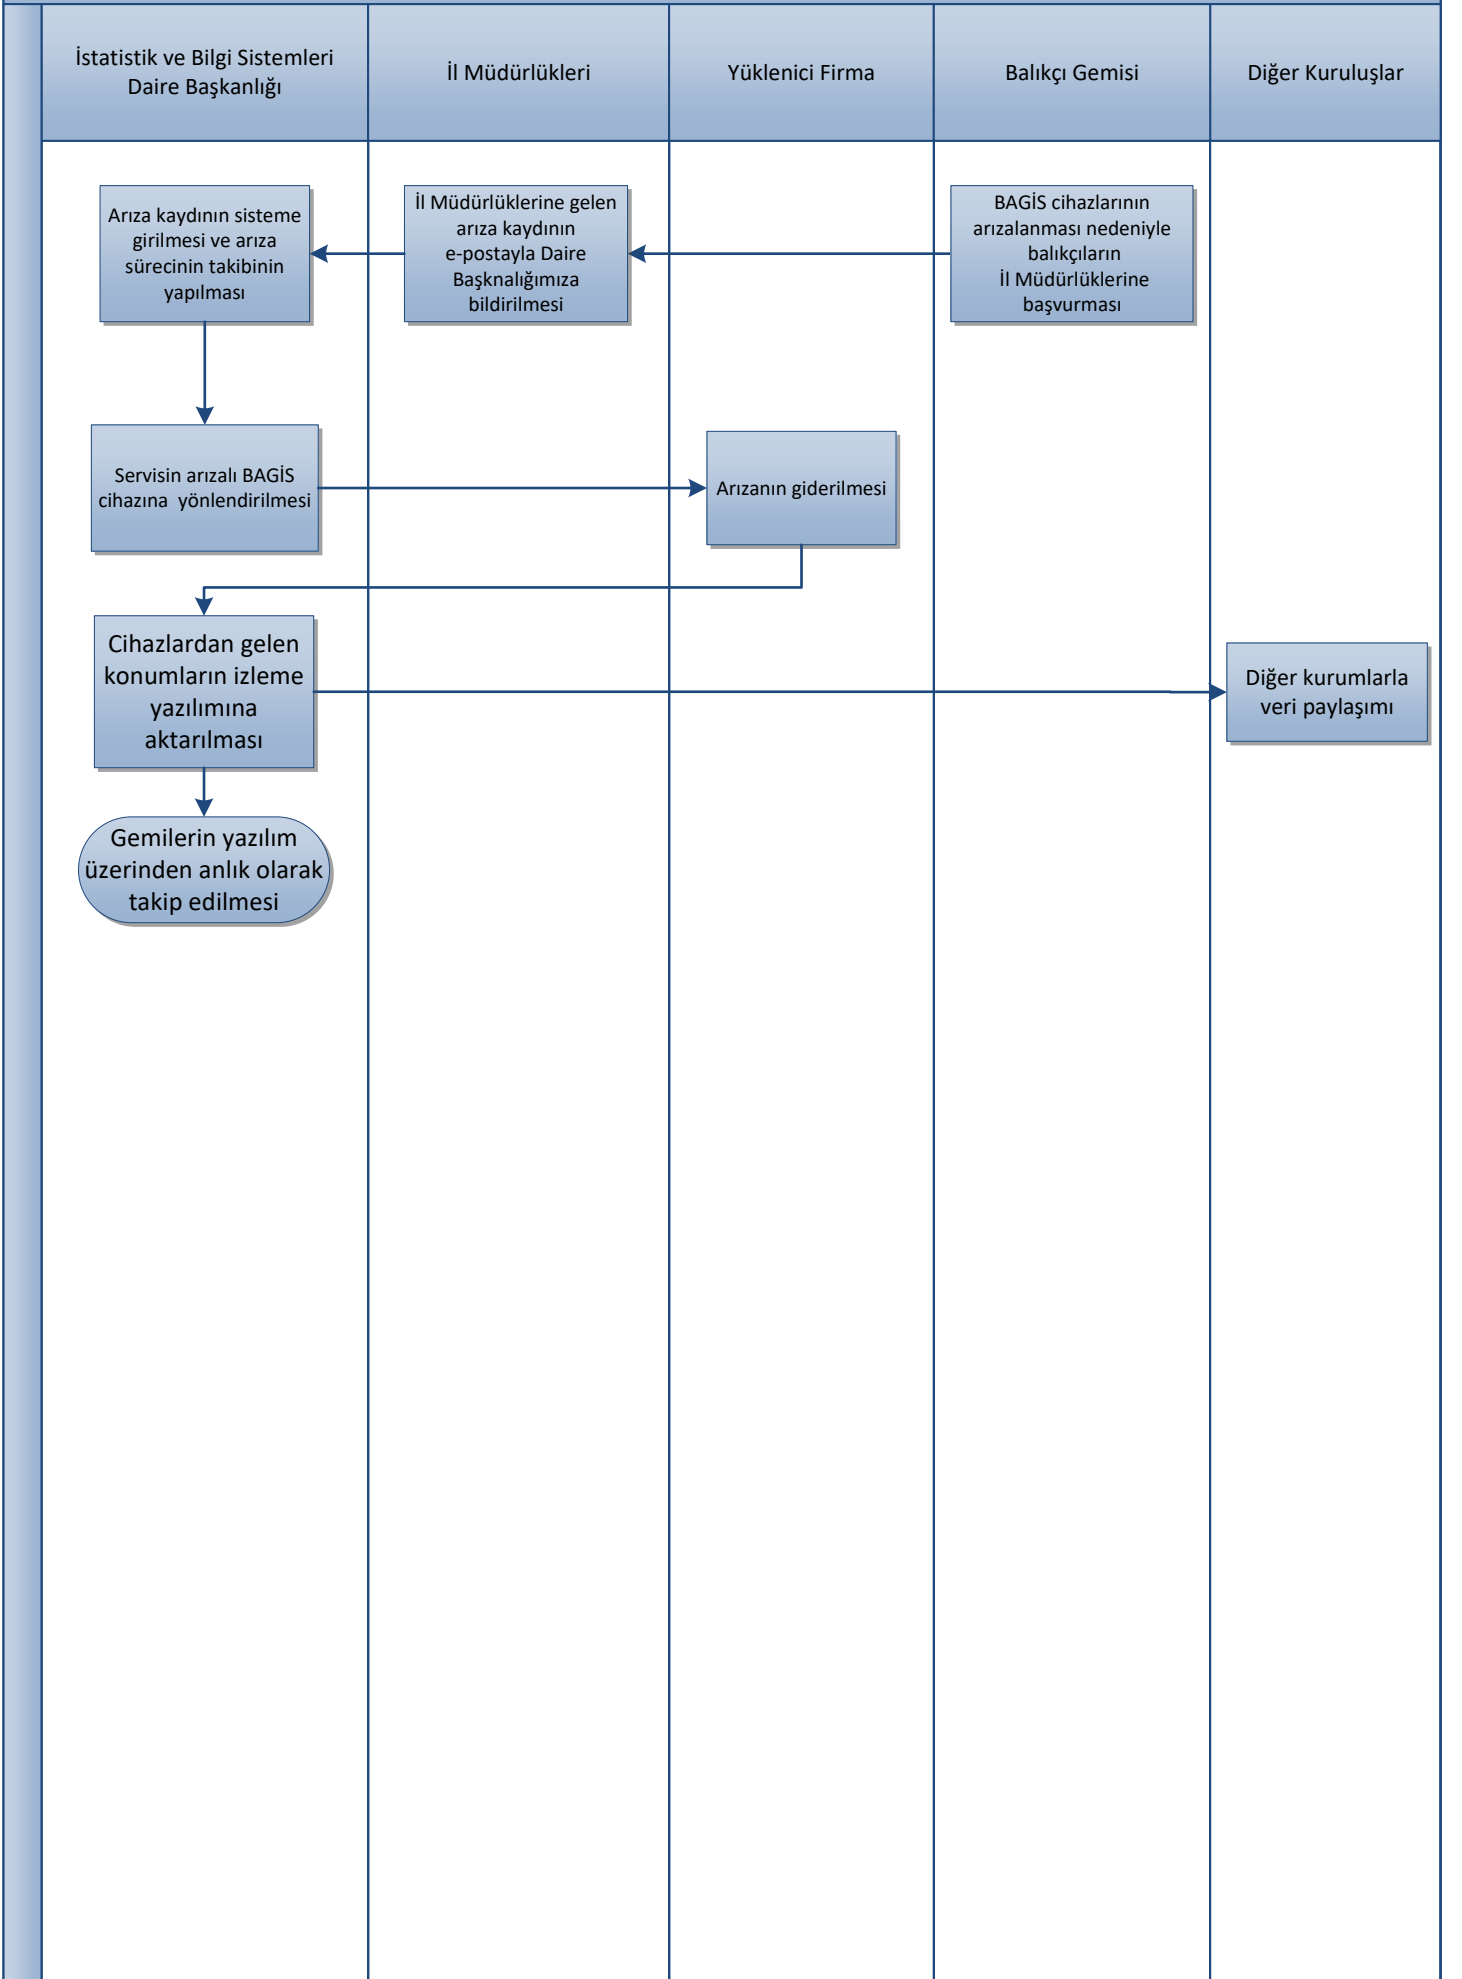 İstatistik ve Bilgi Sistemleri
Daire Başkanlığı
İl Müdürlükleri
Yüklenici Firma
Balıkçı Gemisi
Diğer Kuruluşlar
Arıza kaydının sisteme
girilmesi ve arıza
sürecinin takibinin
yapılması
İl Müdürlüklerine gelen
arıza kaydının
e-postayla Daire
Başknalığımıza
bildirilmesi
BAGİS cihazlarının
arızalanması nedeniyle
balıkçıların
İl Müdürlüklerine
başvurması
Servisin arızalı BAGİS
cihazına yönlendirilmesi
Arızanın giderilmesi
Cihazlardan gelen
konumların izleme
yazılımına
aktarılması
Diğer kurumlarla
veri paylaşımı
Gemilerin yazılım
üzerinden anlık olarak
takip edilmesi